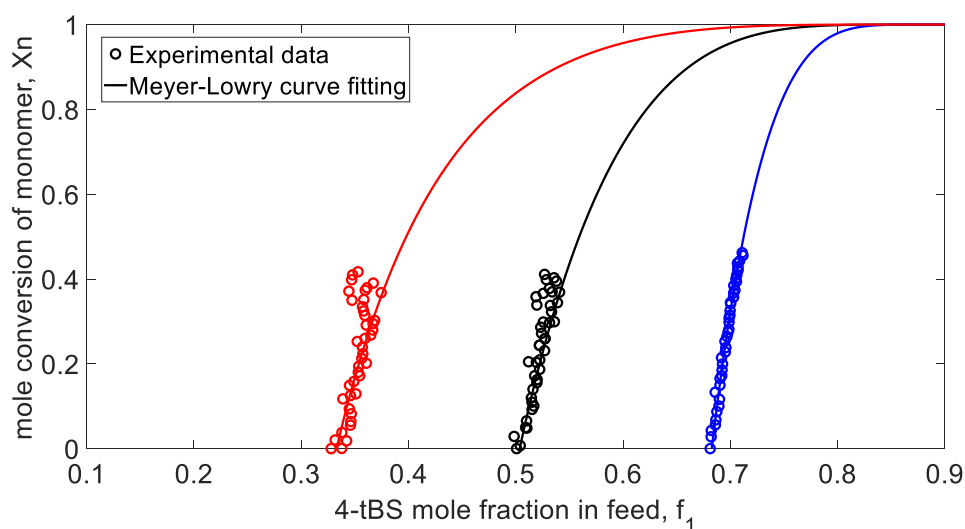 mole conversion of monomer, Xn
1
0.8
0.6
0.4
0.2
0
Experimental data
Meyer-Lowry curve fitting
0.1 0.2 0.3 0.4 0.5 0.6 0.7 0.8 0.9
4-tBS mole fraction in feed, f₁